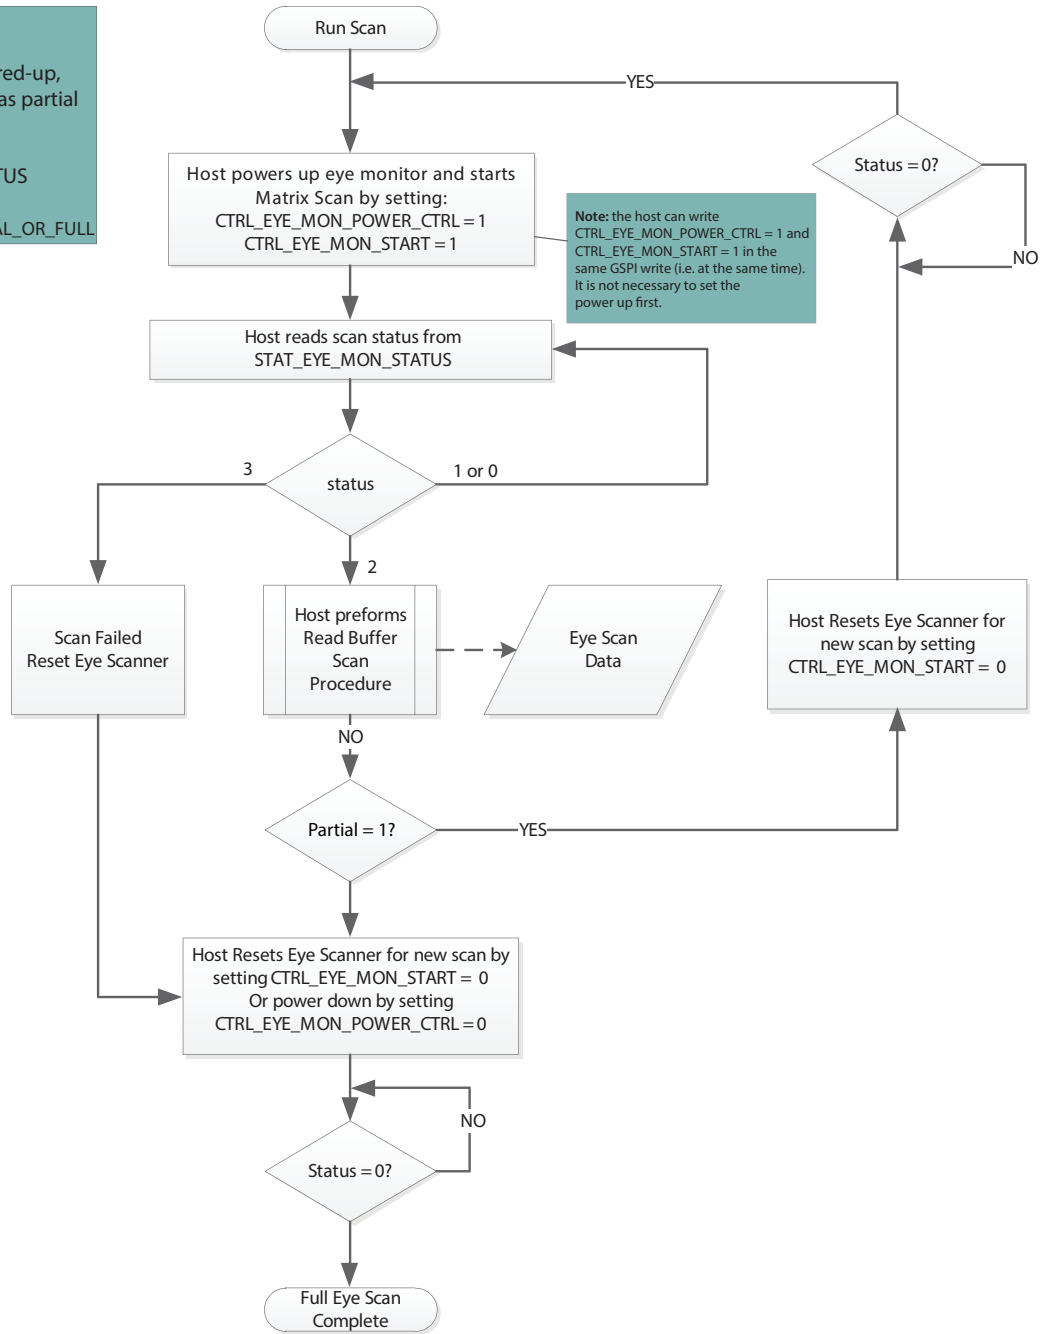 Run Scan
red-up,
as partial
TUS
AL_OR_FULL
YES
Status = 0?
NO
Host powers up eye monitor and starts
Matrix Scan by setting:
CTRL_EYE_MON_POWER_CTRL = 1
CTRL_EYE_MON_START = 1
Note: the host can write
CTRL_EYE_MON_POWER_CTRL = 1 and
CTRL_EYE_MON_START = 1 in the
same GSPI write (i.e. at the same time).
It is not necessary to set the
power up first.
Host reads scan status from
STAT_EYE_MON_STATUS
3
status
1 or 0
2
Scan Failed
Reset Eye Scanner
Host preforms
Read Buffer
Scan
Procedure
Eye Scan
Data
Host Resets Eye Scanner for
new scan by setting
CTRL_EYE_MON_START = 0
NO
Partial = 1?
YES
Host Resets Eye Scanner for new scan by
setting CTRL_EYE_MON_START = 0
Or power down by setting
CTRL_EYE_MON_POWER_CTRL = 0
NO
Status = 0?
Full Eye Scan
Complete